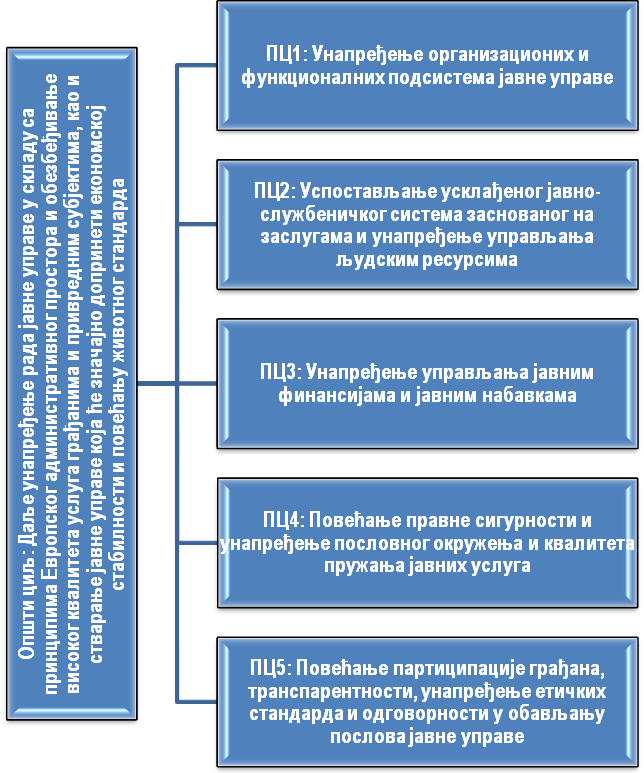 Општи циљ: Даље унапређење рада јавне управе у складу са
принципима Европског административног простора и обезбеђивање
високог квалитета услуга грађанима и привредним субјектима, као и
стварање јавне управе која ће значајно допринети економској
стабилности и повећању животног стандарда
ПЦ1: Унапређење организационих и
функционалних подсистема јавне управе
ПЦ2: Успостављање усклађеног јавно-
службеничког система заснованог на
заслугама и унапређење управљања
људским ресурсима
ПЦ3: Унапређење управљања јавним
финансијама и јавним набавкама
ПЦ4: Повећање правне сигурности и
унапређење пословног окружења и квалитета
пружања јавних услуга
ПЦ5: Повећање партиципације грађана,
транспарентности, унапређење етичких
стандарда и одговорности у обављању
послова јавне управе